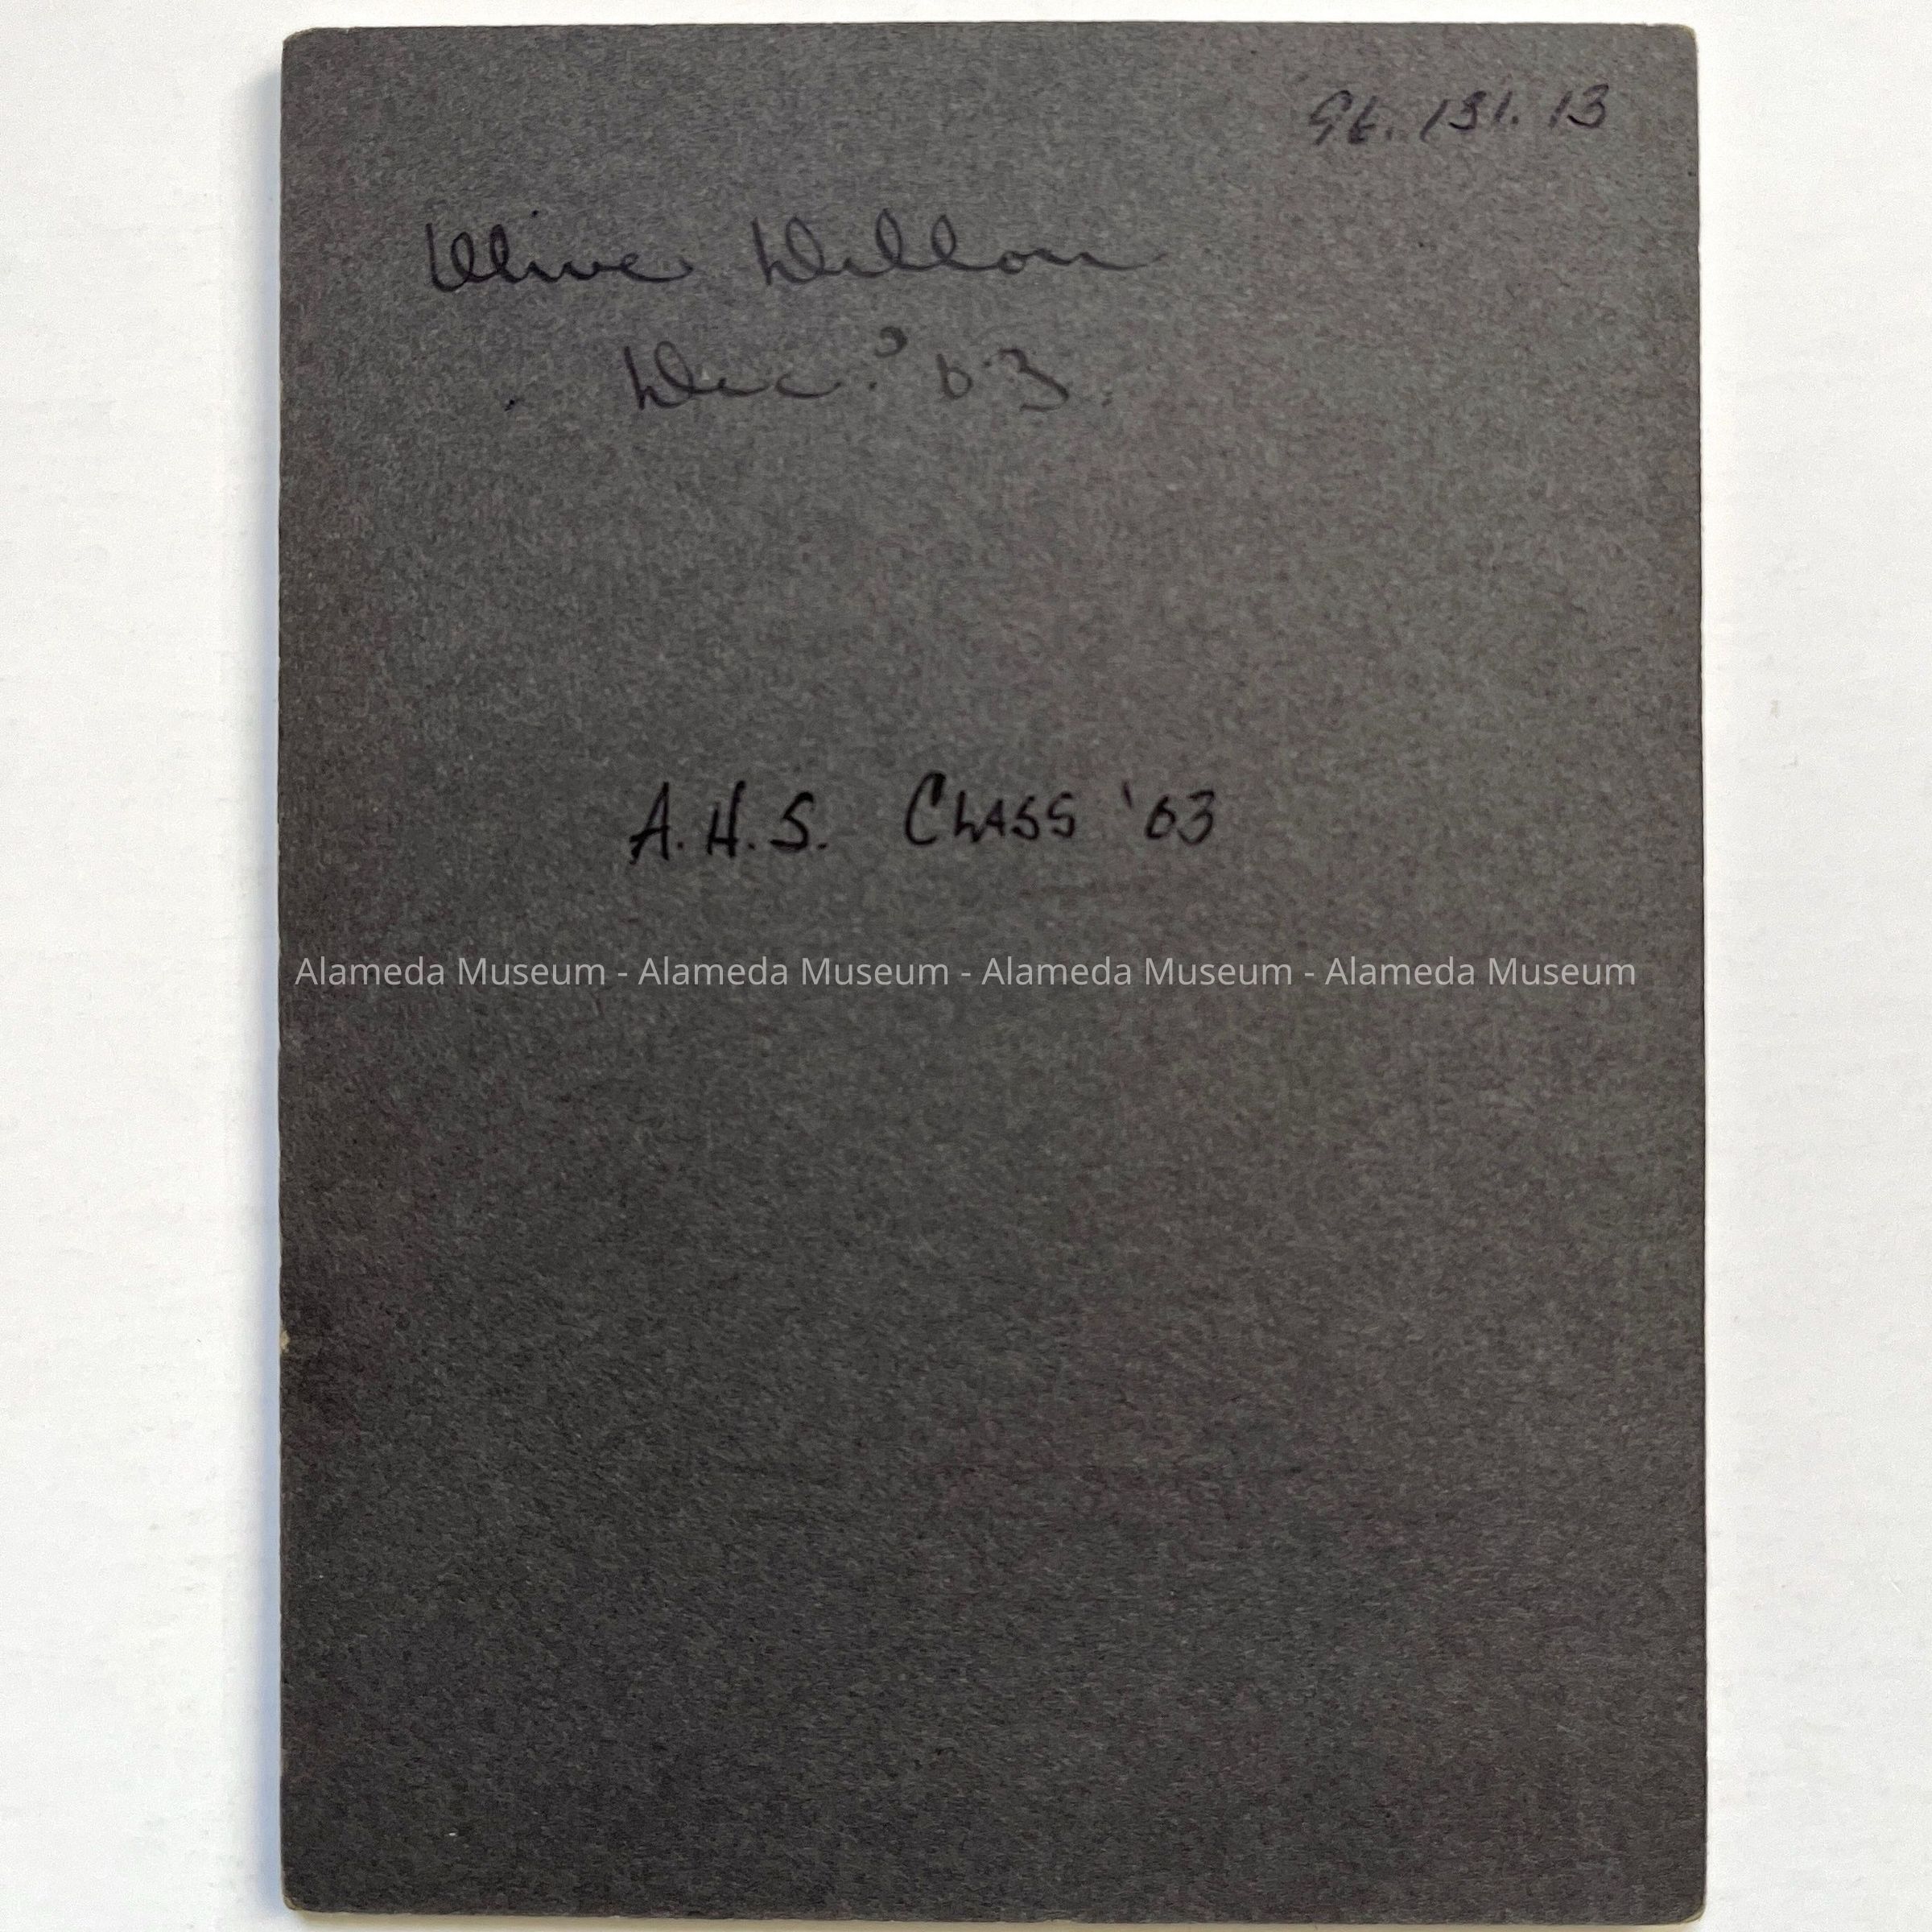 96.131.13
Olive Dillon
Dec. '03.
A.H.S. Class '03
Alameda Museum - Alameda Museum - Alameda Museum - Alameda Museum